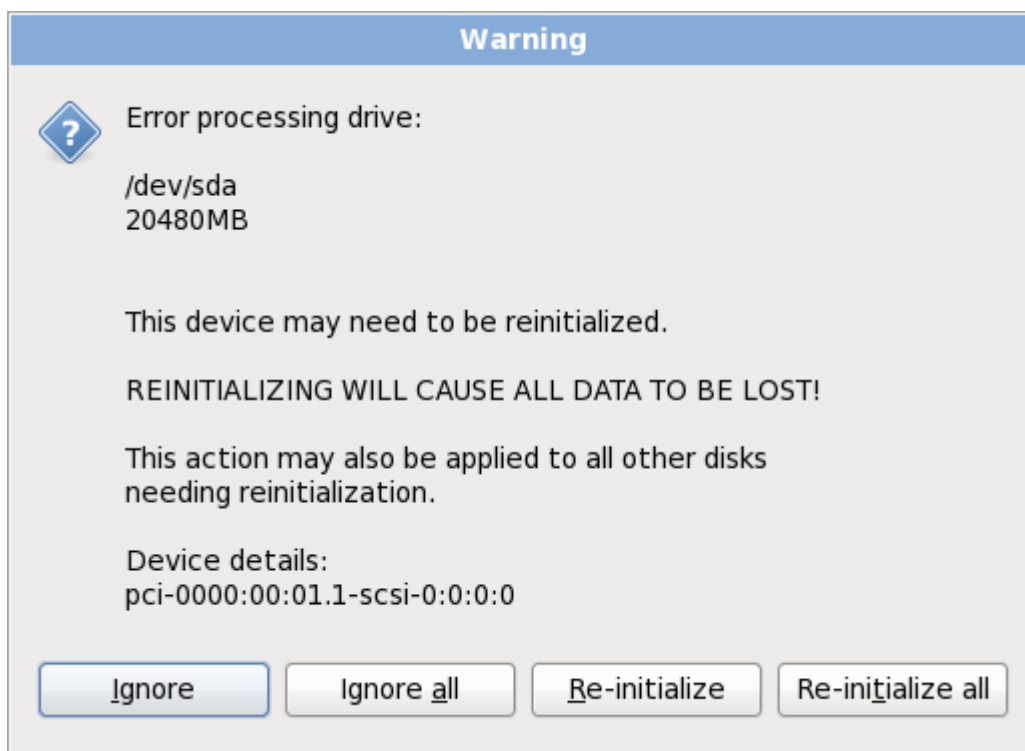 Warning
?
Error processing drive:
/dev/sda
20480MB
This device may need to be reinitialized.
REINITIALIZING WILL CAUSE ALL DATA TO BE LOST!
This action may also be applied to all other disks
needing reinitialization.
Device details:
pci-0000:00:01.1-scsi-0:0:0:0
Ignore
Ignore all
Re-initialize
Re-initialize all